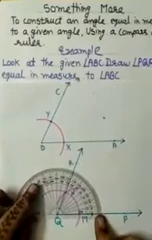 Something More
To construct an angle equal in me
to a given angle, Using a compass
ruler.
Example
Look at the given ∠ABC. Draw ∠PQR
equal in measure to ∠ABC
C
Y
X
A
R
Q
M
P